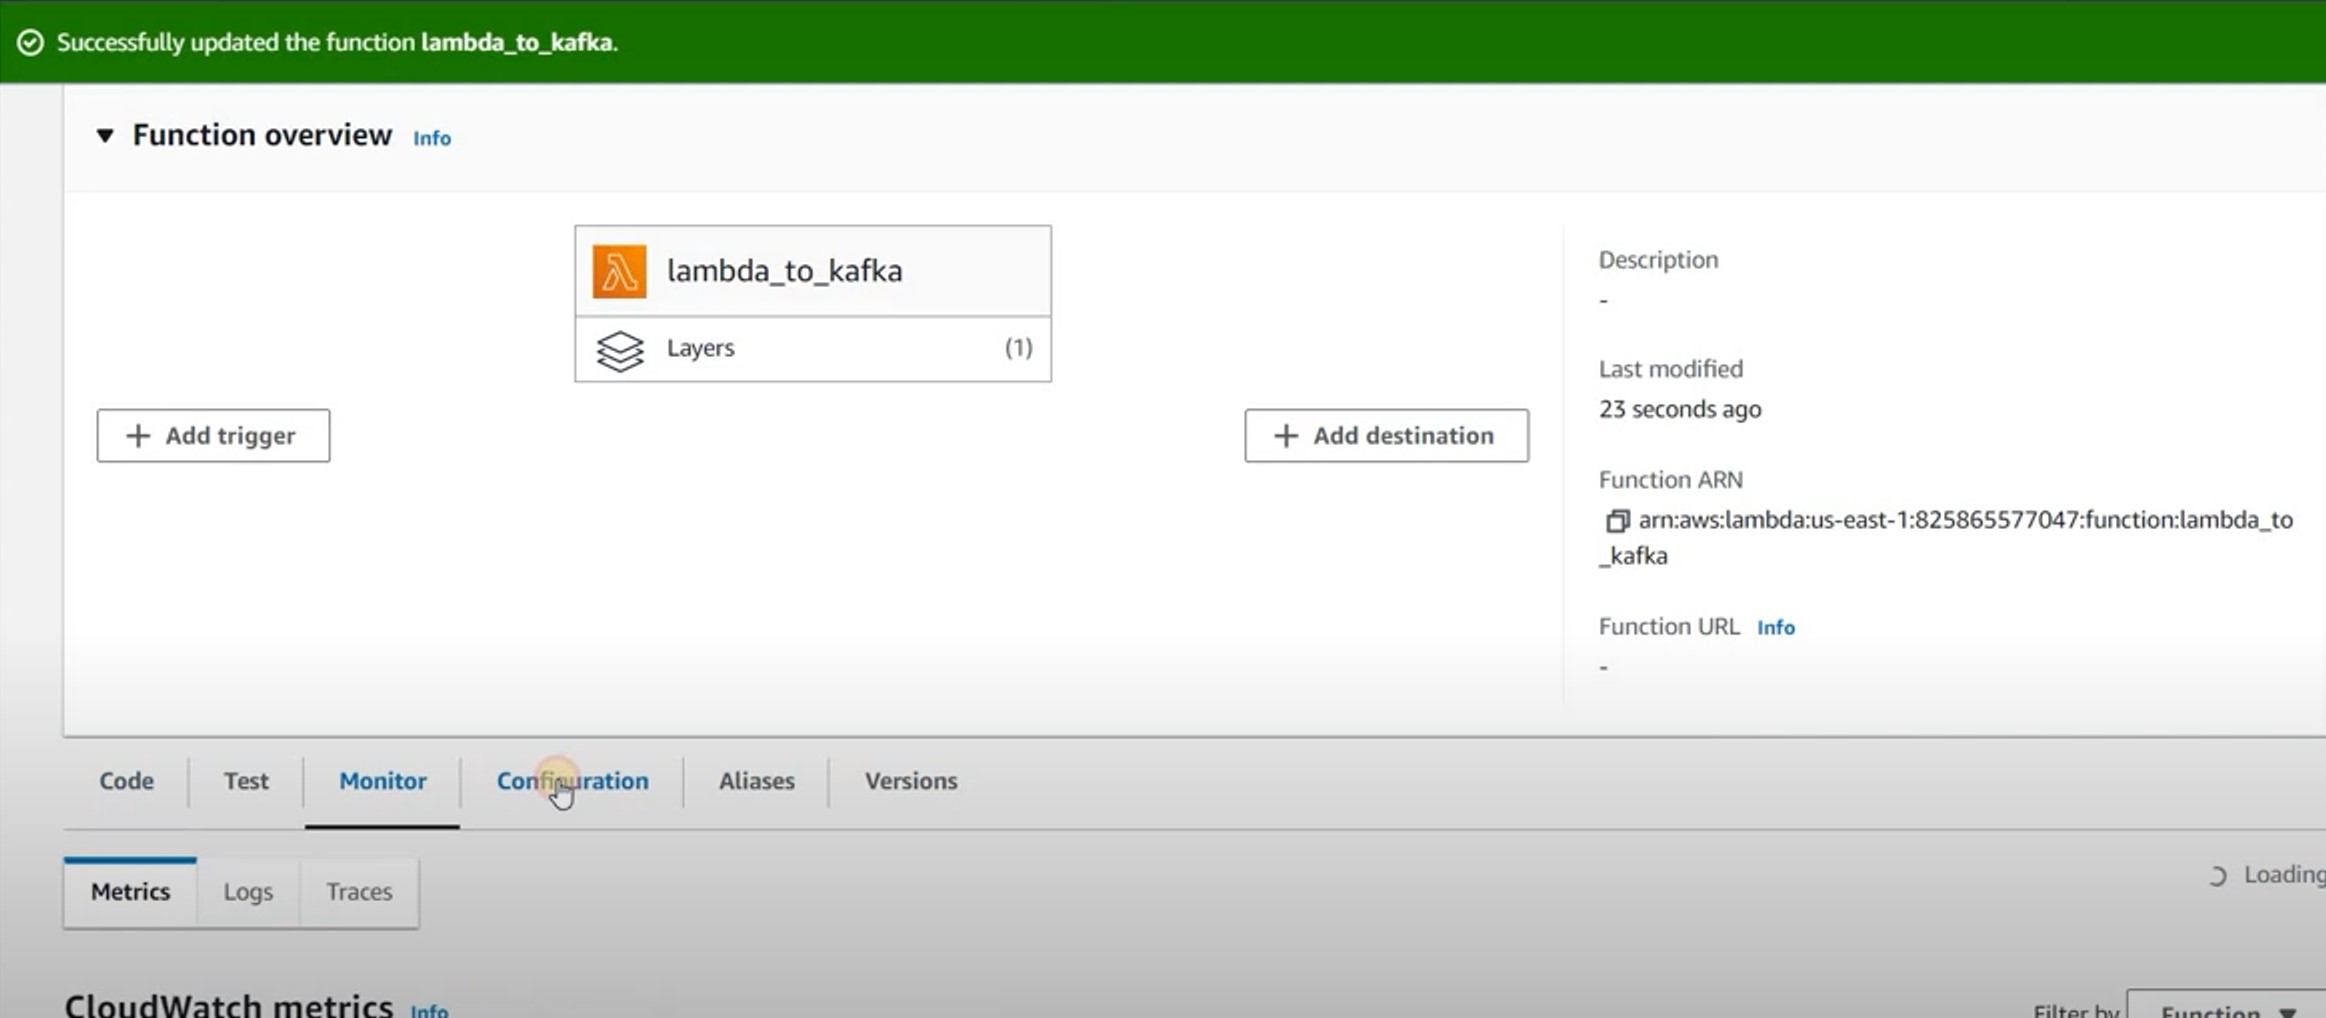 Successfully updated the function lambda_to_kafka.
Function overview Info
lambda_to_kafka
Layers (1)
+ Add trigger
+ Add destination
Description
-
Last modified
23 seconds ago
Function ARN
arn:aws:lambda:us-east-1:825865577047:function:lambda_to
_kafka
Function URL Info
-
Code Test Monitor Configuration Aliases Versions
Metrics Logs Traces
Loading
CloudWatch metrics Info
Filter by Function